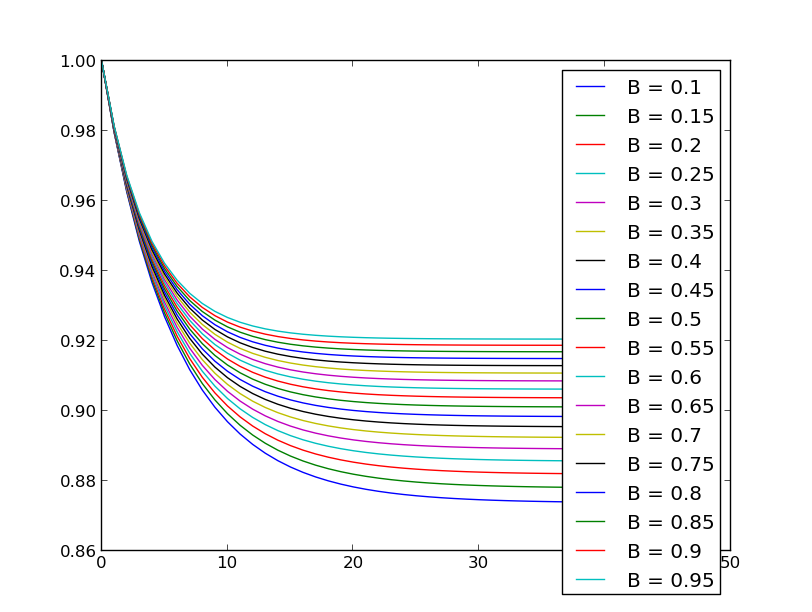 1.00
0.98
0.96
0.94
0.92
0.90
0.88
0.86
0
10
20
30
50
B = 0.1
B = 0.15
B = 0.2
B = 0.25
B = 0.3
B = 0.35
B = 0.4
B = 0.45
B = 0.5
B = 0.55
B = 0.6
B = 0.65
B = 0.7
B = 0.75
B = 0.8
B = 0.85
B = 0.9
B = 0.95